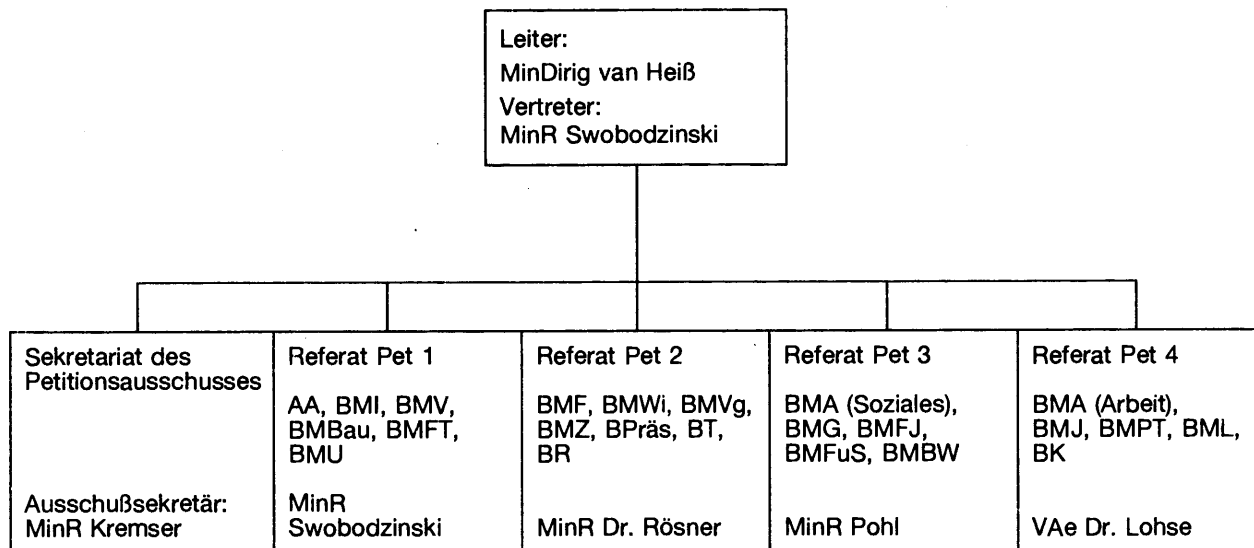 Leiter:
MinDirig van Heiß
Vertreter:
MinR Swobodzinski
Sekretariat des
Petitionsausschusses
Ausschußsekretär:
MinR Kremser
Referat Pet 1
AA, BMI, BMV,
BMBau, BMFT,
BMU
MinR
Swobodzinski
Referat Pet 2
BMF, BMWi, BMVg,
BMZ, BPräs, BT,
BR
MinR Dr. Rösner
Referat Pet 3
BMA (Soziales),
BMG, BMFJ,
BMFuS, BMBW
MinR Pohl
Referat Pet 4
BMA (Arbeit),
BMJ, BMPT, BML,
BK
VAe Dr. Lohse